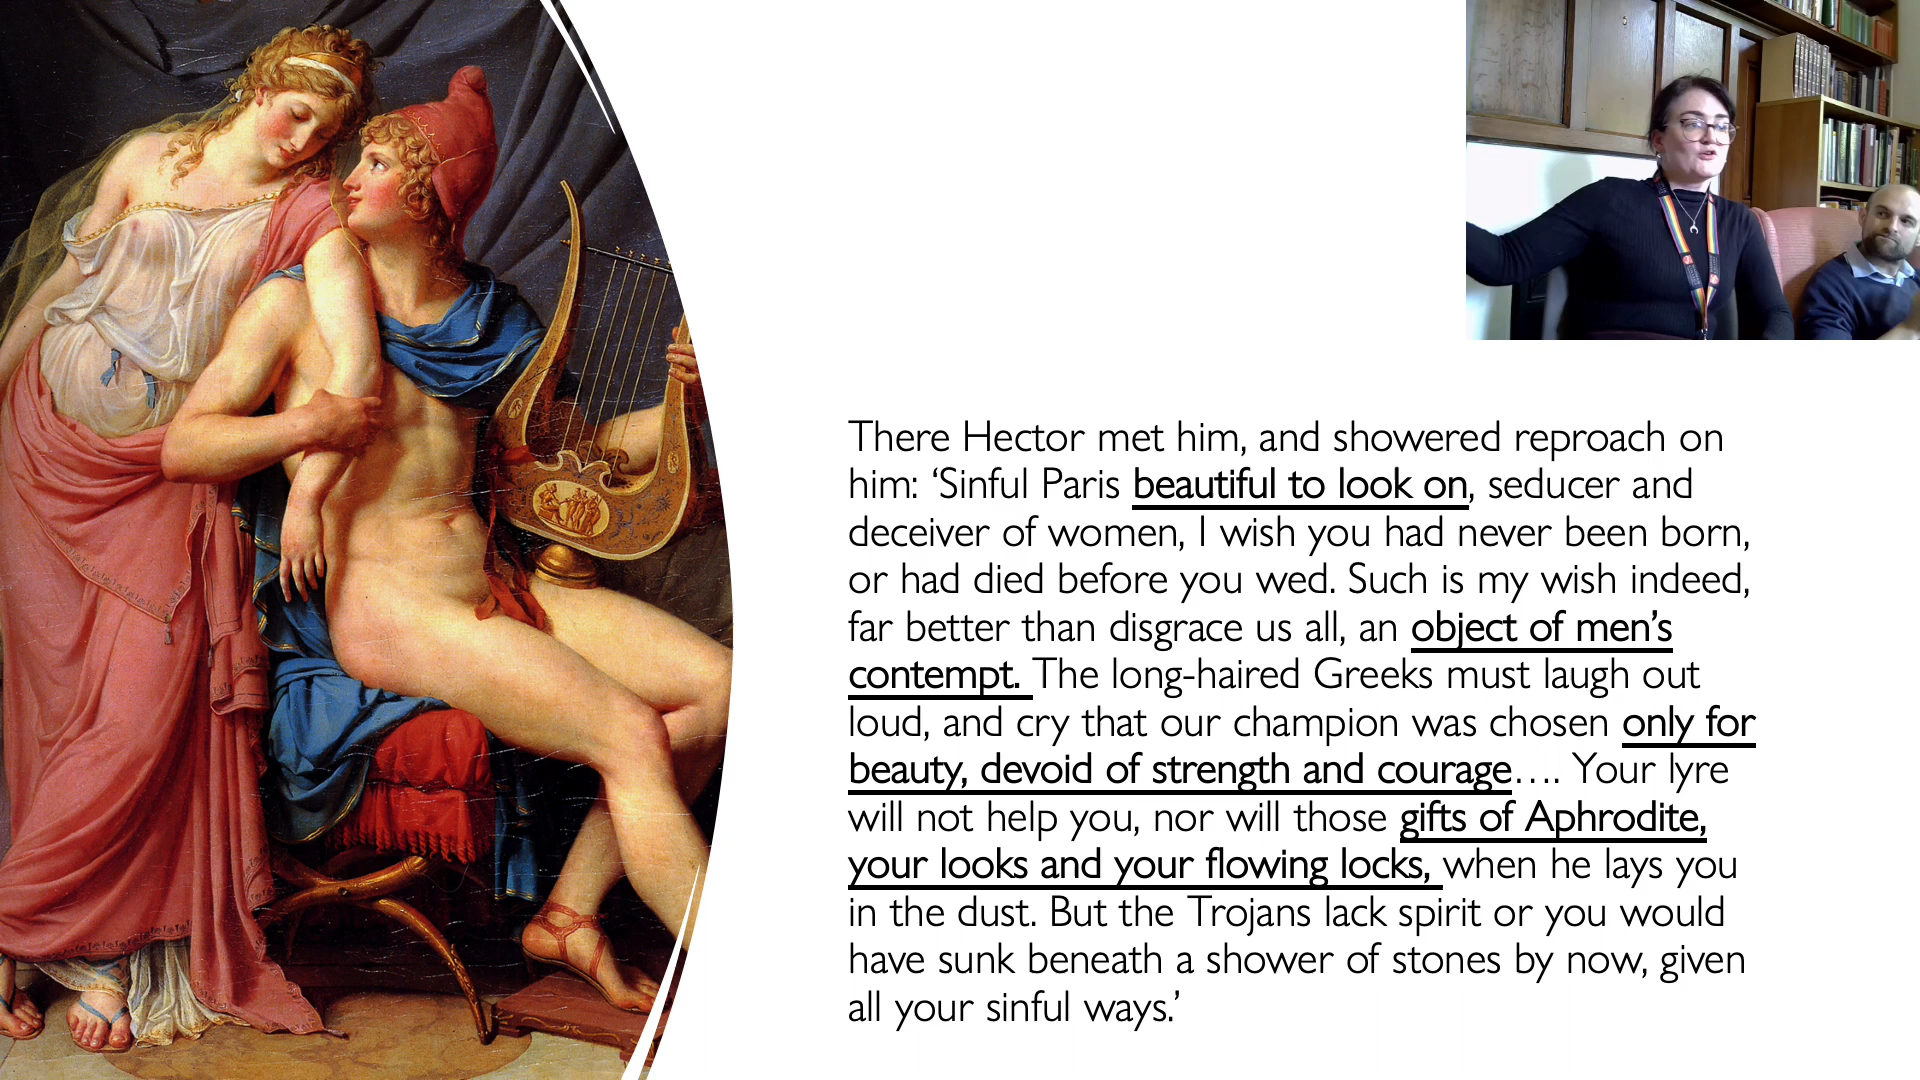 There Hector met him, and showered reproach on
him: ‘Sinful Paris beautiful to look on, seducer and
deceiver of women, I wish you had never been born,
or had died before you wed. Such is my wish indeed,
far better than disgrace us all, an object of men’s
contempt. The long-haired Greeks must laugh out
loud, and cry that our champion was chosen only for
beauty, devoid of strength and courage…. Your lyre
will not help you, nor will those gifts of Aphrodite,
your looks and your flowing locks, when he lays you
in the dust. But the Trojans lack spirit or you would
have sunk beneath a shower of stones by now, given
all your sinful ways.’